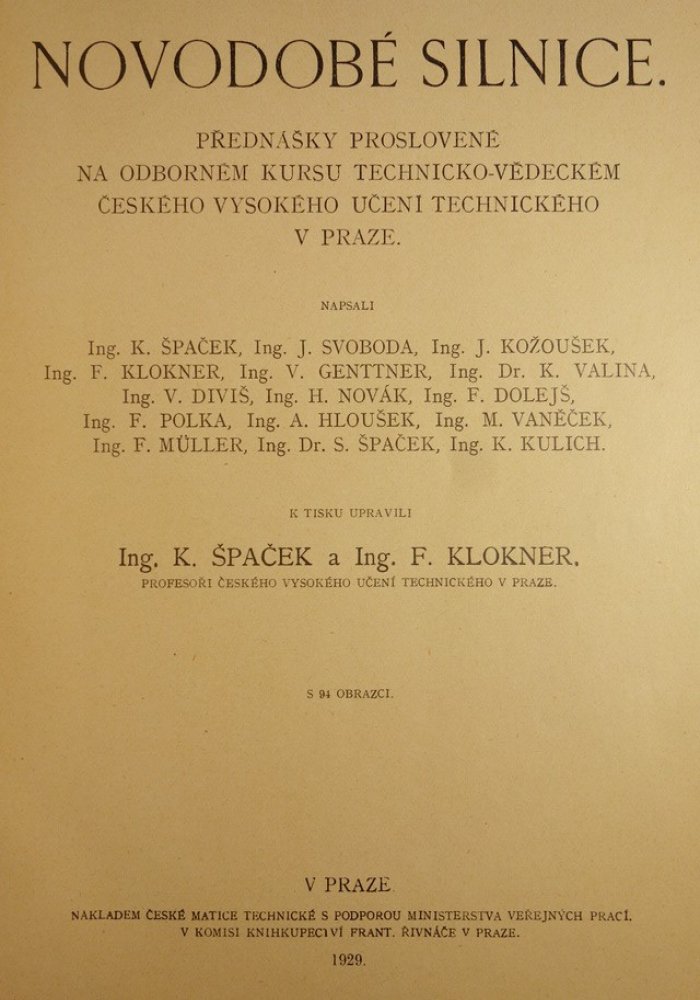 NOVODOBÉ SILNICE.
PŘEDNÁŠKY PROSLOVENÉ
NA ODBORNÉM KURSU TECHNICKO-VĚDECKÉM
ČESKÉHO VYSOKÉHO UČENÍ TECHNICKÉHO
V PRAZE.
NAPSALI
Ing. K. ŠPAČEK, Ing. J. SVOBODA, Ing. J. KOŽOUŠEK,
Ing. F. KLOKNER, Ing. V. GENTTNER, Ing. Dr. K. VALINA,
Ing. V. DIVIŠ, Ing. H. NOVÁK, Ing. F. DOLEJŠ,
Ing. F. POLKA, Ing. A. HLOUŠEK, Ing. M. VANĚČEK,
Ing. F. MÜLLER, Ing. Dr. S. ŠPAČEK, Ing. K. KULICH.
K TISKU UPRAVILI
Ing. K. ŠPAČEK a Ing. F. KLOKNER,
PROFESOŘI ČESKÉHO VYSOKÉHO UČENÍ TECHNICKÉHO V PRAZE.
S 94 OBRAZCI.
V PRAZE.
NAKLADEM ČESKÉ MATICE TECHNICKÉ S PODPOROU MINISTERSTVA VEŘEJNÝCH PRACÍ.
V KOMISI KNIHKUPECTVÍ FRANT. ŘIVNÁČE V PRAZE.
1929.